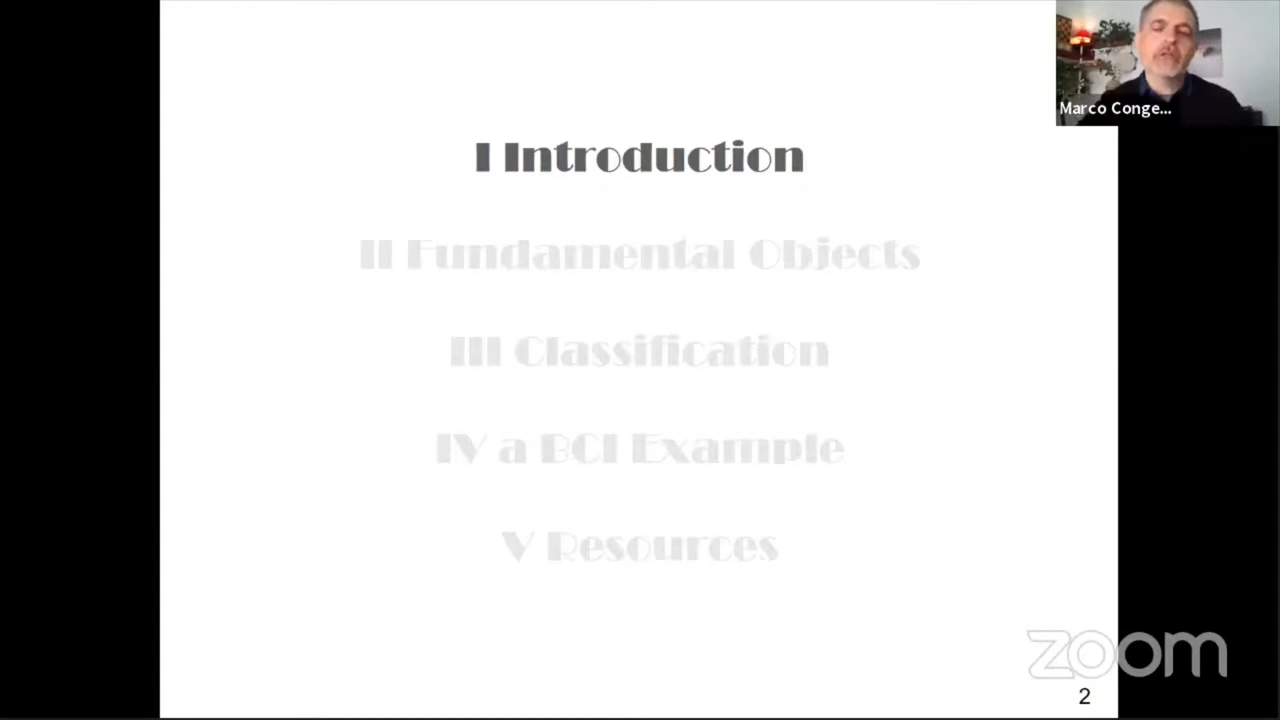 Marco Conge...
I Introduction
II Fundamental Objects
III Classification
IV a BCI Example
V Resources
zoom
2